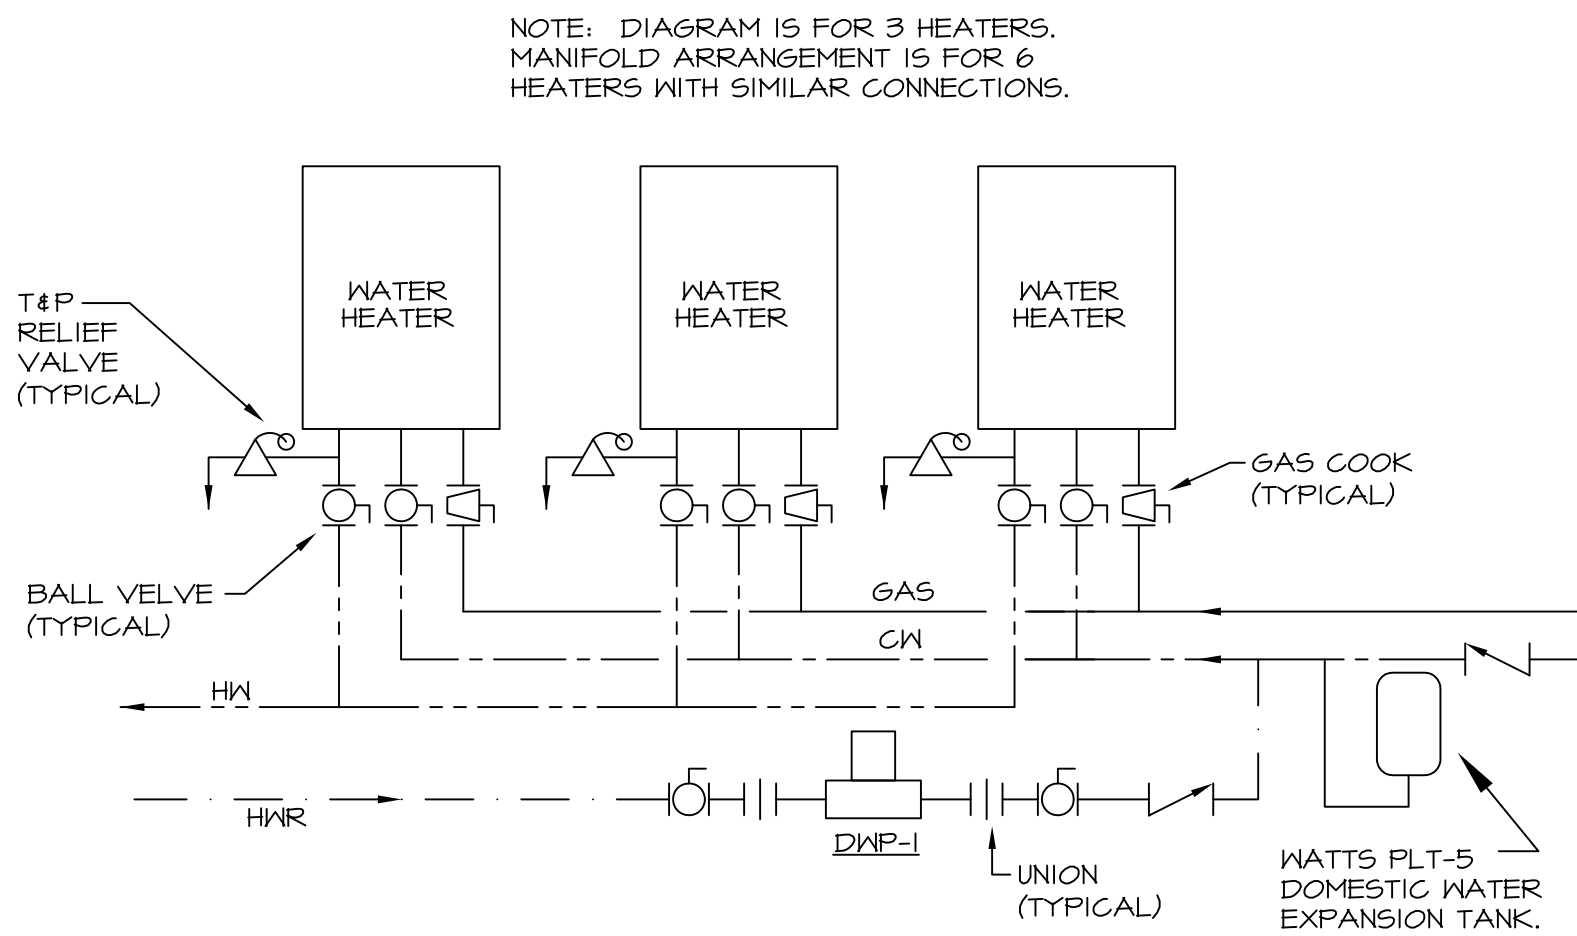 NOTE: DIAGRAM IS FOR 3 HEATERS.
MANIFOLD ARRANGEMENT IS FOR 6
HEATERS WITH SIMILAR CONNECTIONS.
WATER
HEATER
WATER
HEATER
WATER
HEATER
T&P
RELIEF
VALVE
(TYPICAL)
GAS COOK
(TYPICAL)
BALL VELVE
(TYPICAL)
GAS
CW
HW
HWR
DWP-1
UNION
(TYPICAL)
WATTS PLT-5
DOMESTIC WATER
EXPANSION TANK.